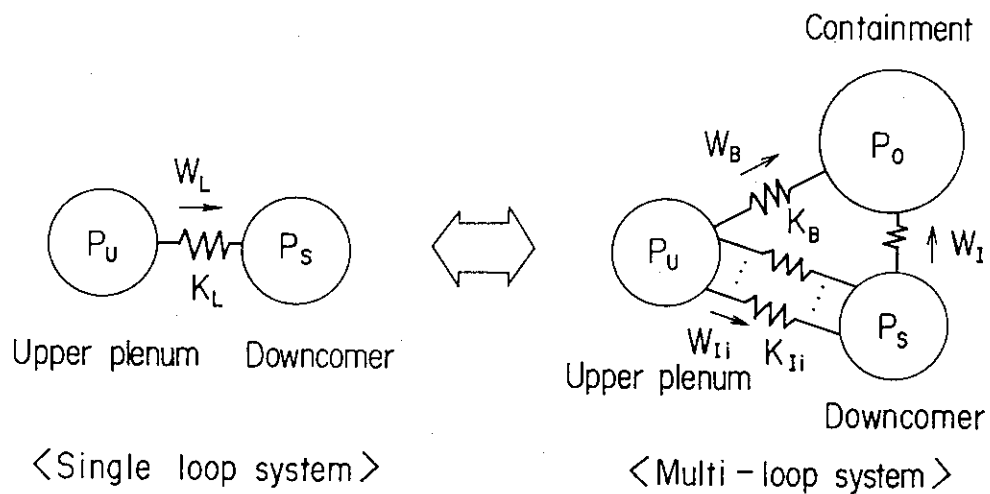 Containment
P₀
W_B
K_B
W_I
W_L
P_u
P_s
K_L
P_u
P_s
W_Ii
K_Ii
Upper plenum
Downcomer
Upper plenum
Downcomer
<Single loop system>
<Multi-loop system>